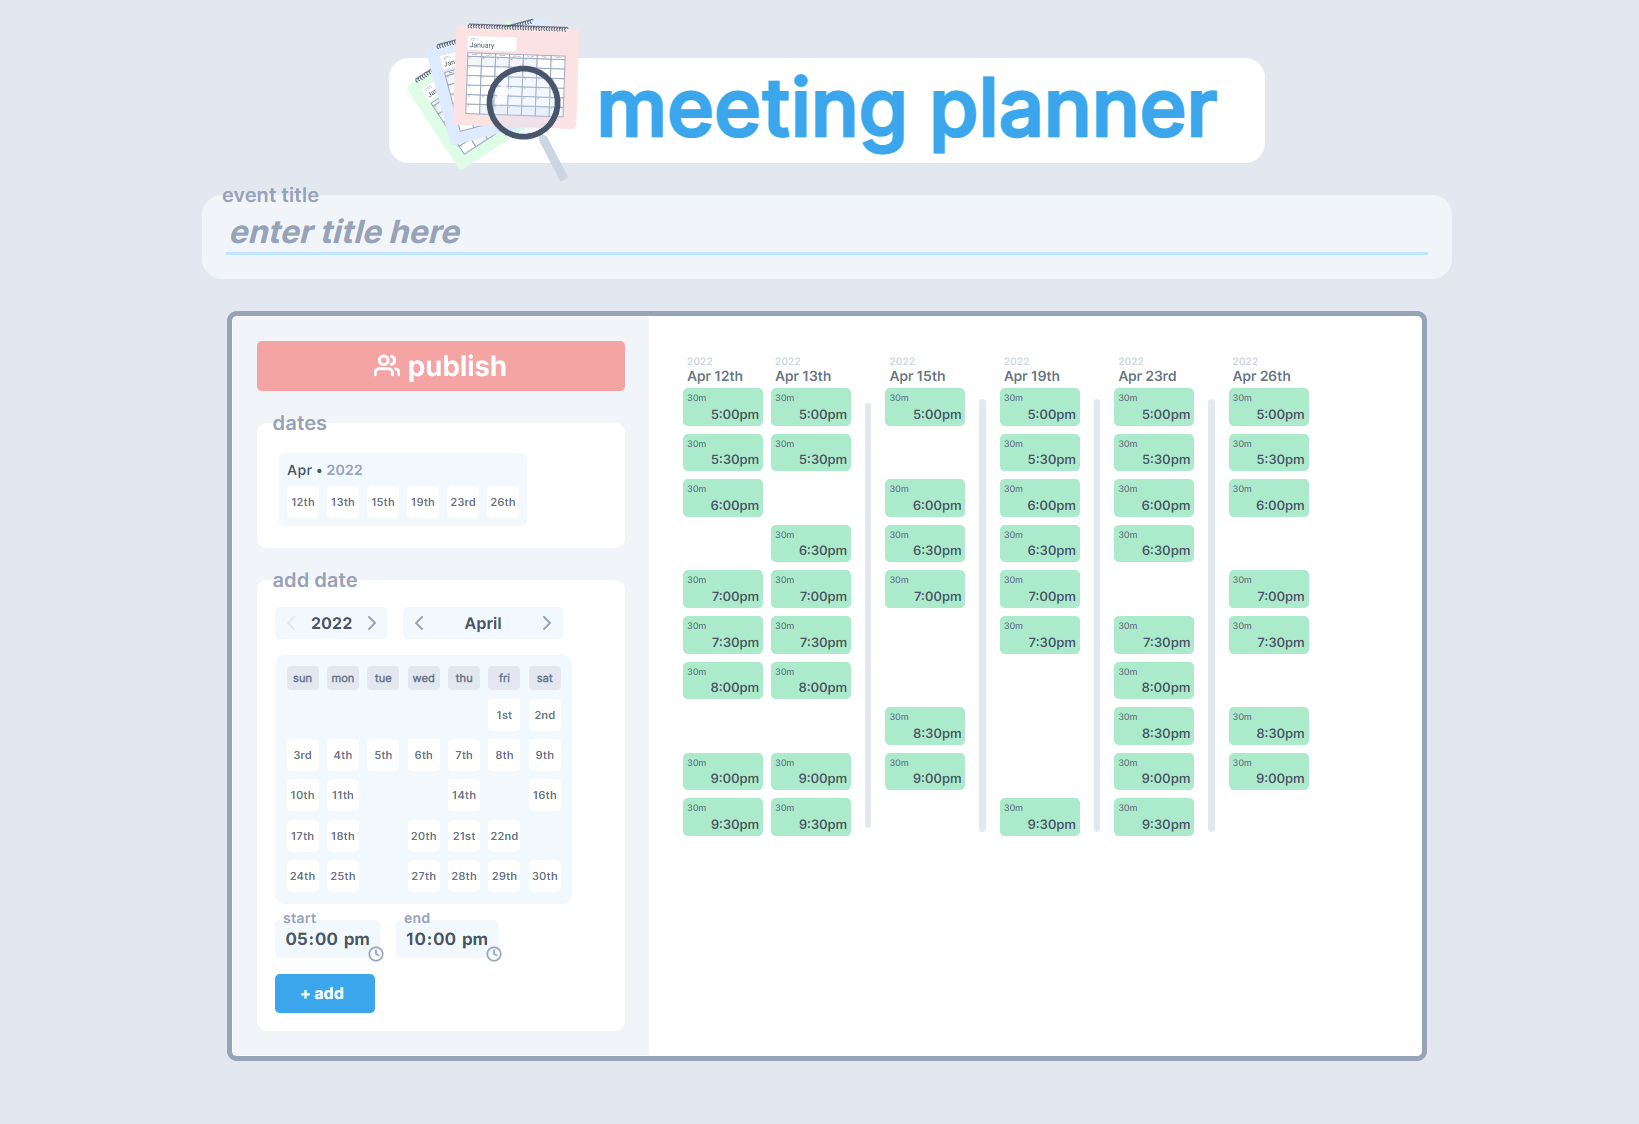 January
meeting planner
event title
enter title here
publish
dates
Apr • 2022
12th 13th 15th 19th 23rd 26th
add date
2022 April
sun mon tue wed thu fri sat
1st 2nd
3rd 4th 5th 6th 7th 8th 9th
10th 11th 14th 16th
17th 18th 20th 21st 22nd
24th 25th 27th 28th 29th 30th
start end
05:00 pm 10:00 pm
+ add
2022 2022 2022 2022 2022 2022
Apr 12th Apr 13th Apr 15th Apr 19th Apr 23rd Apr 26th
30m 30m 30m 30m 30m 30m
5:00pm 5:00pm 5:00pm 5:00pm 5:00pm 5:00pm
30m 30m 30m 30m 30m
5:30pm 5:30pm 5:30pm 5:30pm 5:30pm
30m 30m 30m 30m 30m
6:00pm 6:00pm 6:00pm 6:00pm 6:00pm
30m 30m 30m 30m
6:30pm 6:30pm 6:30pm 6:30pm
30m 30m 30m 30m 30m
7:00pm 7:00pm 7:00pm 7:00pm 7:00pm
30m 30m 30m 30m 30m
7:30pm 7:30pm 7:30pm 7:30pm 7:30pm
30m 30m 30m
8:00pm 8:00pm 8:00pm
30m 30m 30m
8:30pm 8:30pm 8:30pm
30m 30m 30m 30m 30m
9:00pm 9:00pm 9:00pm 9:00pm 9:00pm
30m 30m 30m 30m
9:30pm 9:30pm 9:30pm 9:30pm